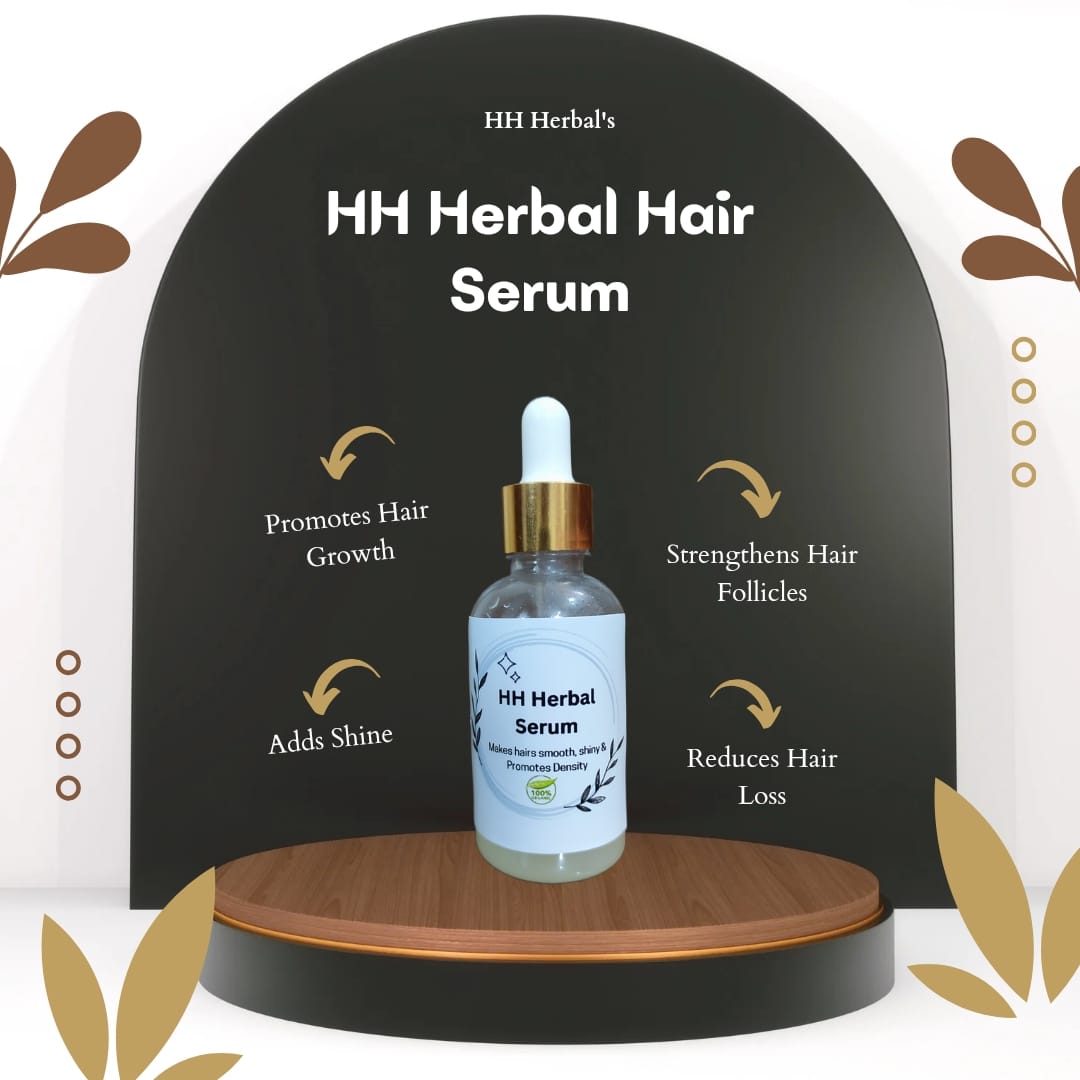 HH Herbal's
HH Herbal Hair
Serum
Promotes Hair
Growth
Strengthens Hair
Follicles
Adds Shine
Reduces Hair
Loss
HH Herbal
Serum
Makes hairs smooth, shiny &
Promotes Density
100%
ORGANIC